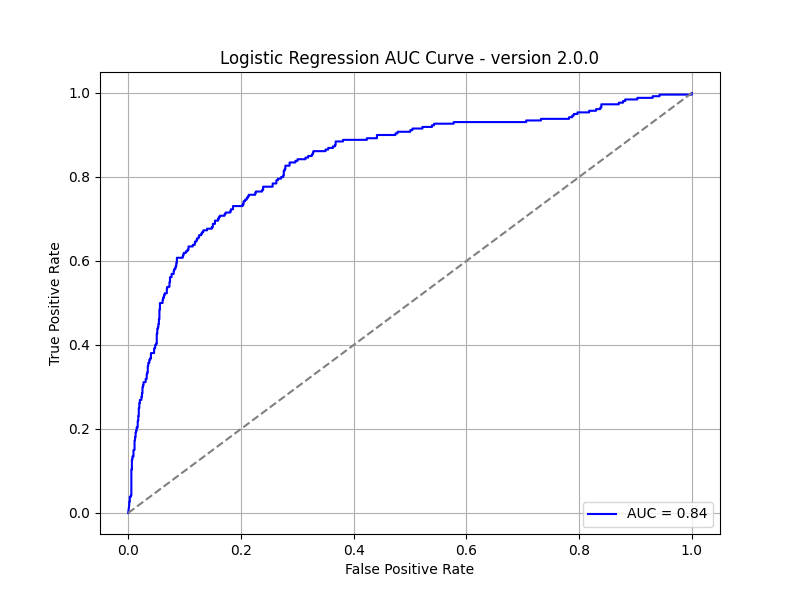 Logistic Regression AUC Curve - version 2.0.0
1.0
0.8
0.6
0.4
0.2
0.0
True Positive Rate
AUC = 0.84
0.0 0.2 0.4 0.6 0.8 1.0
False Positive Rate